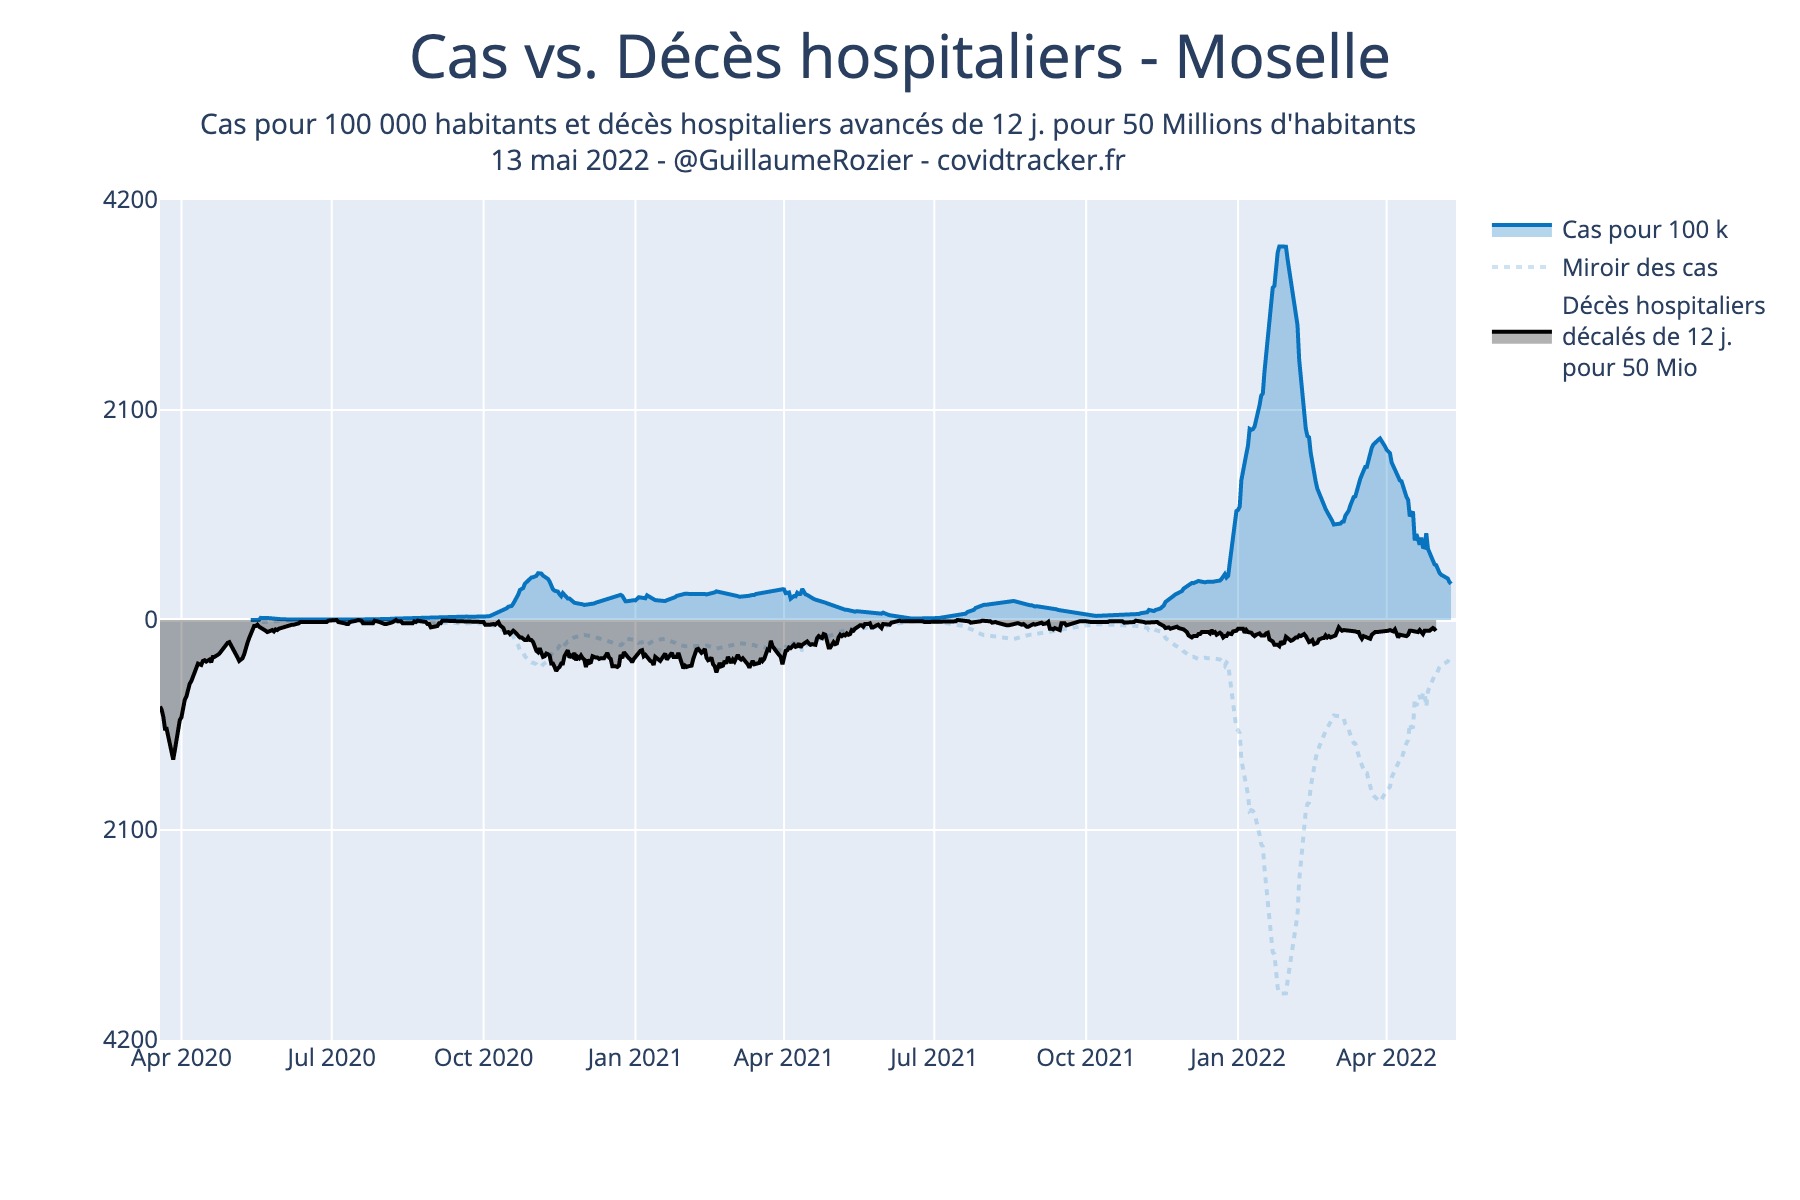 Cas vs. Décès hospitaliers - Moselle
Cas pour 100 000 habitants et décès hospitaliers avancés de 12 j. pour 50 Millions d'habitants
13 mai 2022 - @GuillaumeRozier - covidtracker.fr
4200
2100
0
2100
4200
Apr 2020
Jul 2020
Oct 2020
Jan 2021
Apr 2021
Jul 2021
Oct 2021
Jan 2022
Apr 2022
Cas pour 100 k
Miroir des cas
Décès hospitaliers
décalés de 12 j.
pour 50 Mio